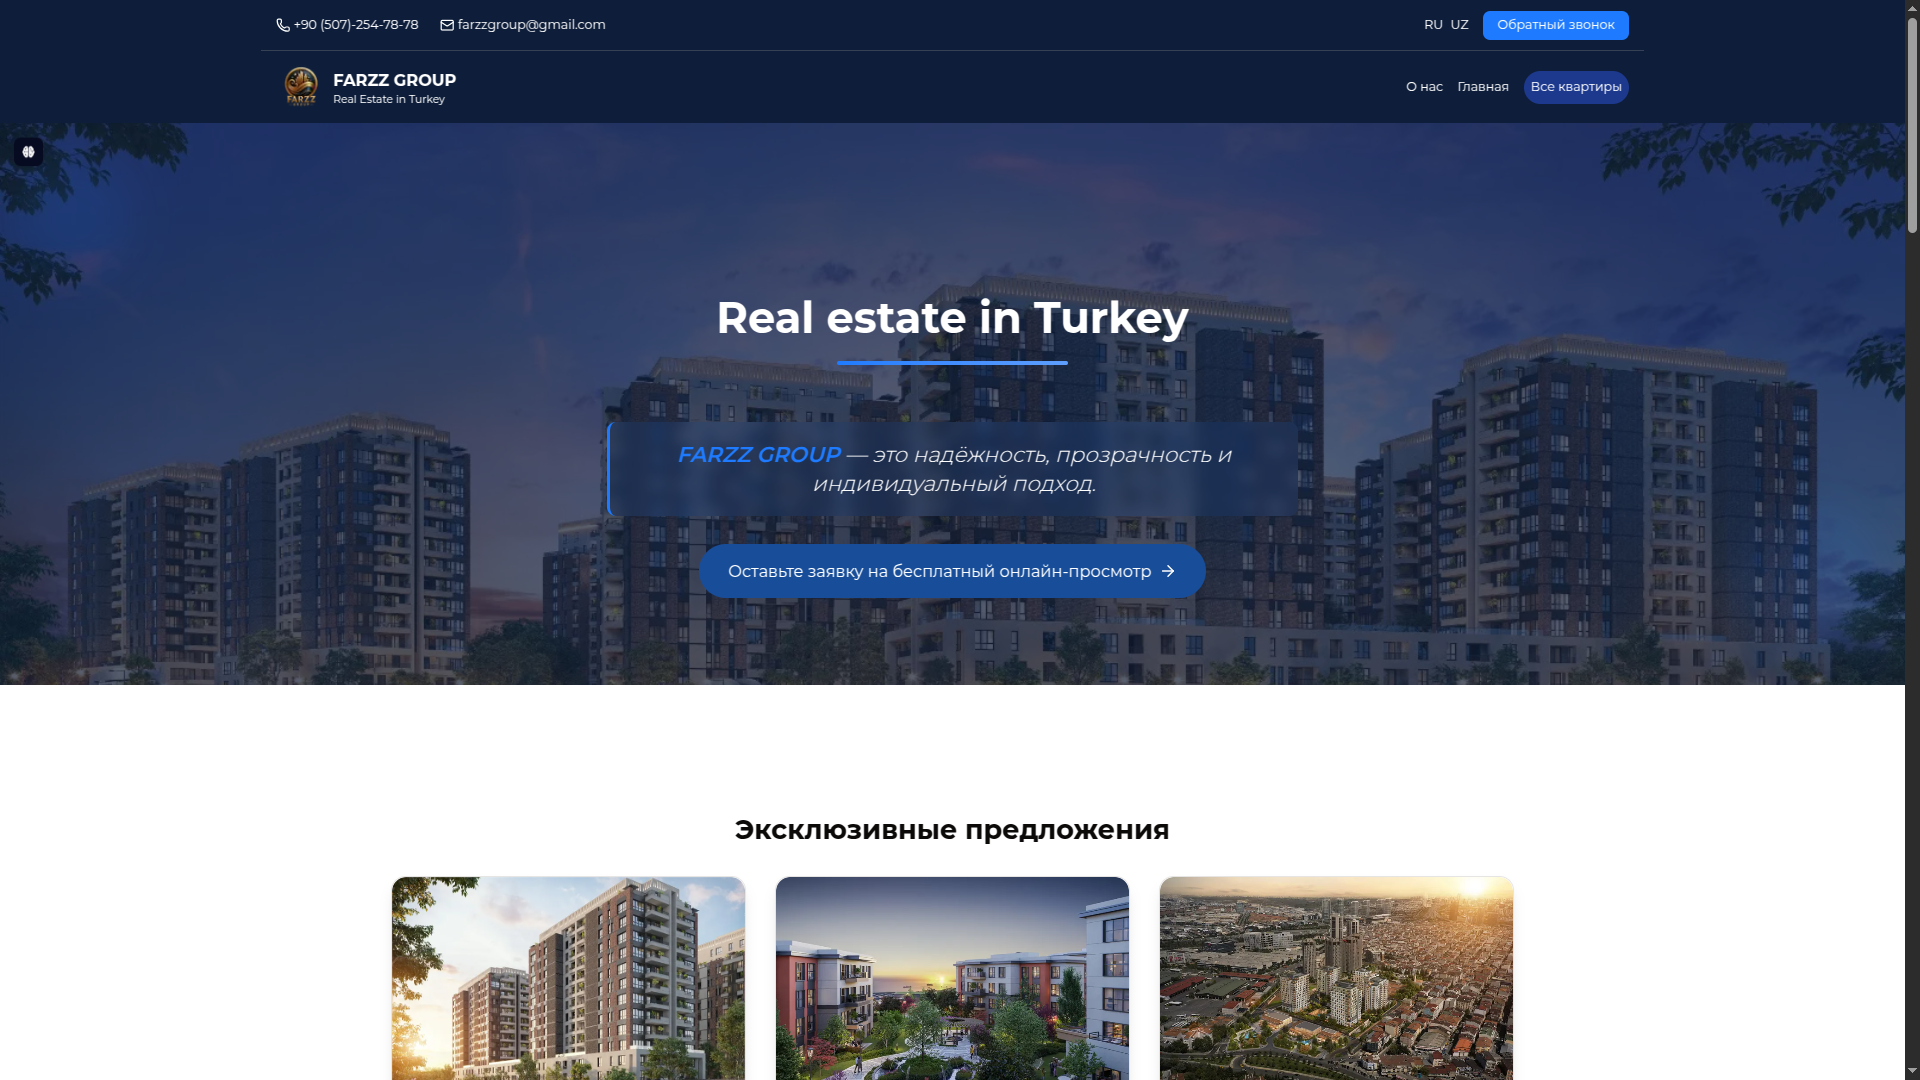 +90 (507)-254-78-78
farzzgroup@gmail.com
RU UZ
Обратный звонок
FARZZ
FARZZ GROUP
Real Estate in Turkey
О нас
Главная
Все квартиры
Real estate in Turkey
FARZZ GROUP — это надёжность, прозрачность и
индивидуальный подход.
Оставьте заявку на бесплатный онлайн-просмотр
Эксклюзивные предложения